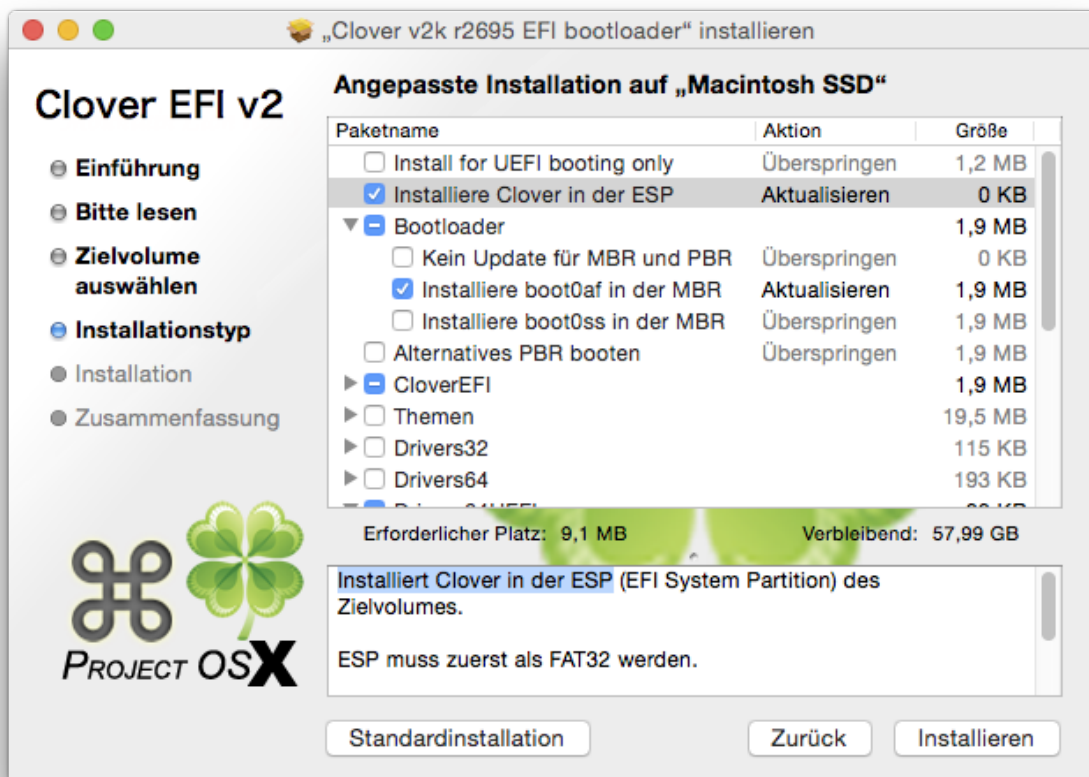 „Clover v2k r2695 EFI bootloader“ installieren
Clover EFI v2
Einführung
Bitte lesen
Zielvolume
auswählen
Installationstyp
Installation
Zusammenfassung
PROJECT OSX
Angepasste Installation auf „Macintosh SSD“
Paketname Aktion Größe
Install for UEFI booting only Überspringen 1,2 MB
Installiere Clover in der ESP Aktualisieren 0 KB
Bootloader 1,9 MB
Kein Update für MBR und PBR Überspringen 0 KB
Installiere boot0af in der MBR Aktualisieren 1,9 MB
Installiere boot0ss in der MBR Überspringen 1,9 MB
Alternatives PBR booten Überspringen 1,9 MB
CloverEFI 1,9 MB
Themen 19,5 MB
Drivers32 115 KB
Drivers64 193 KB
Erforderlicher Platz: 9,1 MB Verbleibend: 57,99 GB
Installiert Clover in der ESP (EFI System Partition) des
Zielvolumes.
ESP muss zuerst als FAT32 werden.
Standardinstallation Zurück Installieren